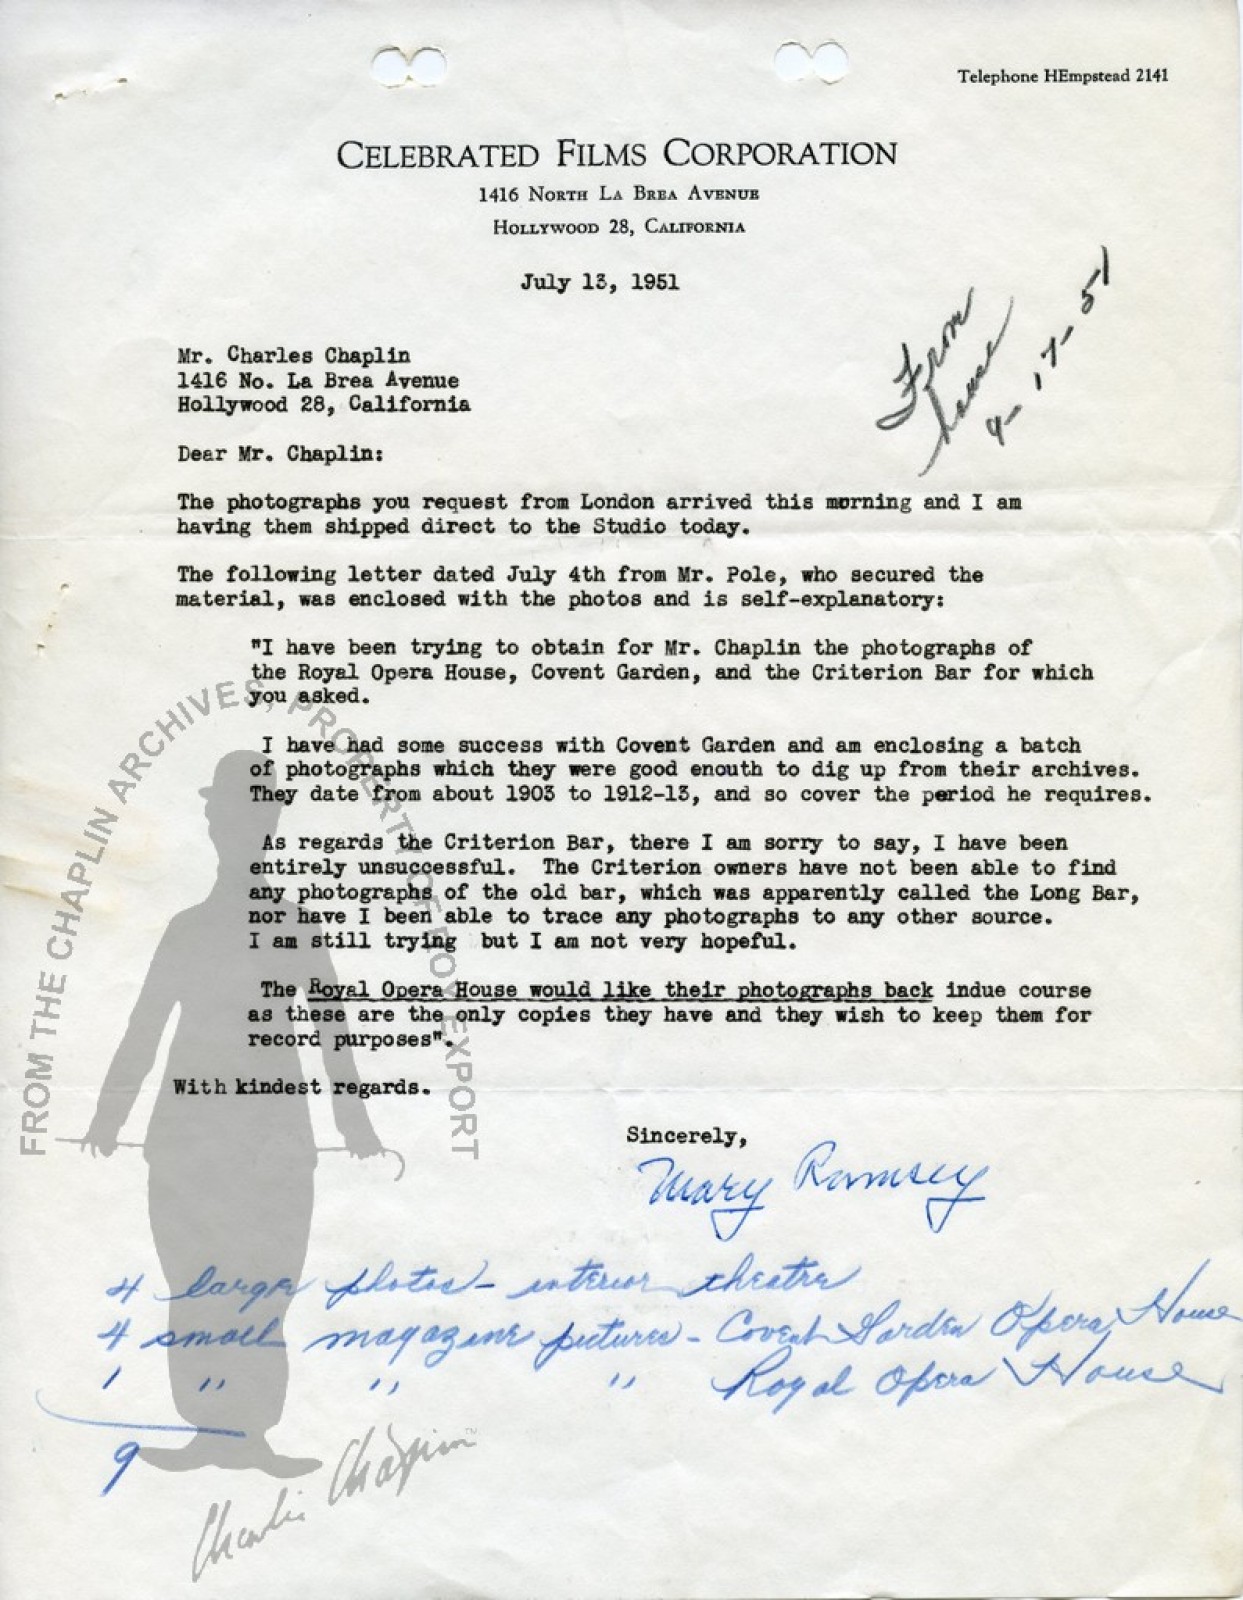 Telephone HEmpstead 2141
CELEBRATED FILMS CORPORATION
1416 NORTH LA BREA AVENUE
HOLLYWOOD 28, CALIFORNIA
July 13, 1951
From
house
9-17-51
Mr. Charles Chaplin
1416 No. La Brea Avenue
Hollywood 28, California
Dear Mr. Chaplin:
The photographs you request from London arrived this morning and I am
having them shipped direct to the Studio today.
The following letter dated July 4th from Mr. Pole, who secured the
material, was enclosed with the photos and is self-explanatory:
"I have been trying to obtain for Mr. Chaplin the photographs of
the Royal Opera House, Covent Garden, and the Criterion Bar for which
you asked.
I have had some success with Covent Garden and am enclosing a batch
of photographs which they were good enouth to dig up from their archives.
They date from about 1903 to 1912-13, and so cover the period he requires.
As regards the Criterion Bar, there I am sorry to say, I have been
entirely unsuccessful. The Criterion owners have not been able to find
any photographs of the old bar, which was apparently called the Long Bar,
nor have I been able to trace any photographs to any other source.
I am still trying but I am not very hopeful.
The Royal Opera House would like their photographs back indue course
as these are the only copies they have and they wish to keep them for
record purposes".
With kindest regards.
Sincerely,
Mary Ramsey
4 large photos - interior theatre
4 small magazine pictures - Covent Garden Opera House
1 " " " Royal Opera House
9
FROM THE CHAPLIN ARCHIVES, PROPERTY OF ROY EXPORT
Charlie Chaplin